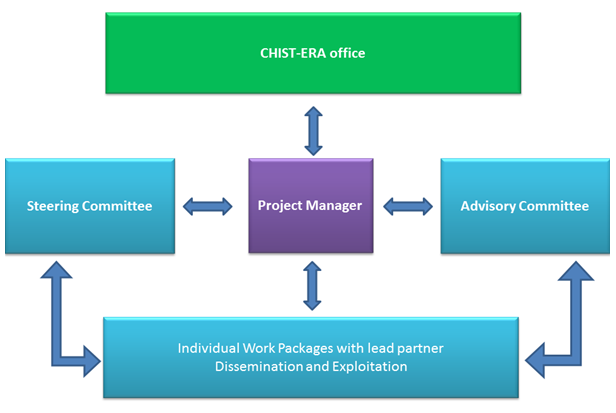 CHIST-ERA office
Steering Committee
Project Manager
Advisory Committee
Individual Work Packages with lead partner
Dissemination and Exploitation